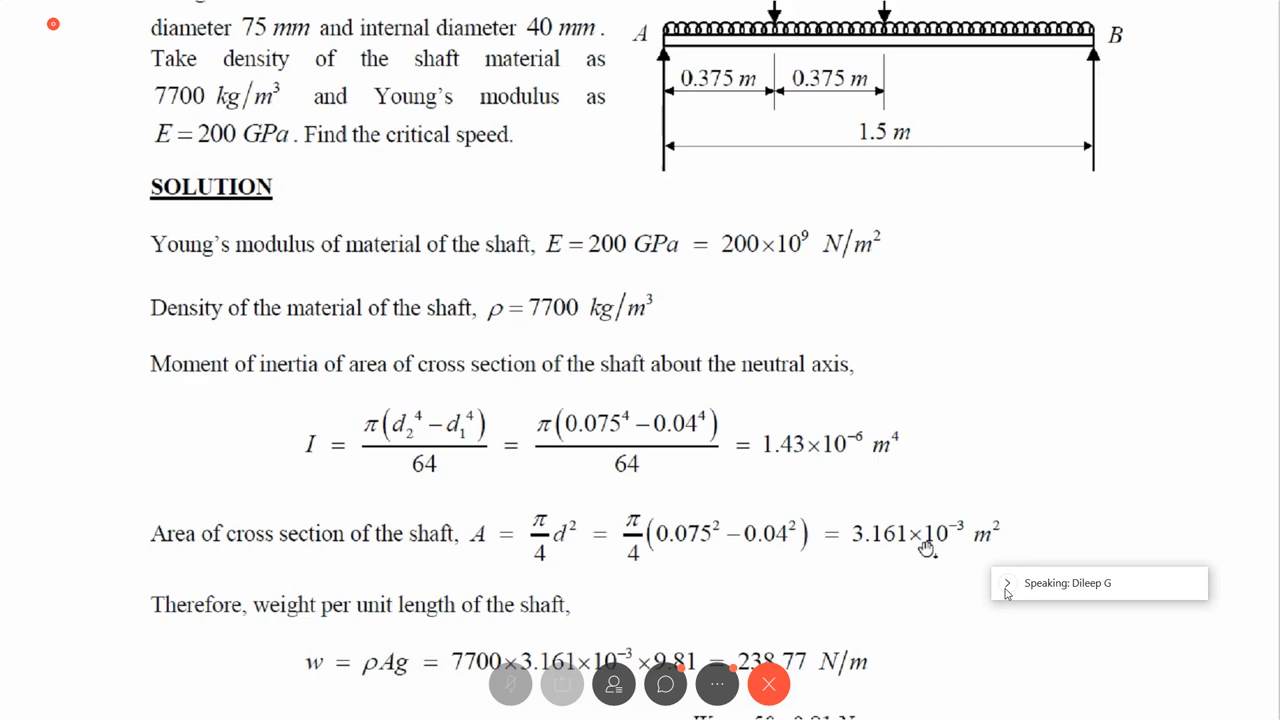 diameter 75 mm and internal diameter 40 mm.
Take density of the shaft material as
7700 kg/m³ and Young's modulus as
E = 200 GPa. Find the critical speed.
A B
0.375 m 0.375 m
1.5 m
SOLUTION
Young's modulus of material of the shaft, E = 200 GPa = 200×10⁹ N/m²
Density of the material of the shaft, ρ = 7700 kg/m³
Moment of inertia of area of cross section of the shaft about the neutral axis,
I = π(d₂⁴ − d₁⁴)/64 = π(0.075⁴ − 0.04⁴)/64 = 1.43×10⁻⁶ m⁴
Area of cross section of the shaft, A = π/4 d² = π/4 (0.075² − 0.04²) = 3.161×10⁻³ m²
Speaking: Dileep G
Therefore, weight per unit length of the shaft,
w = ρAg = 7700×3.161×10⁻³×9.81 = 238.77 N/m